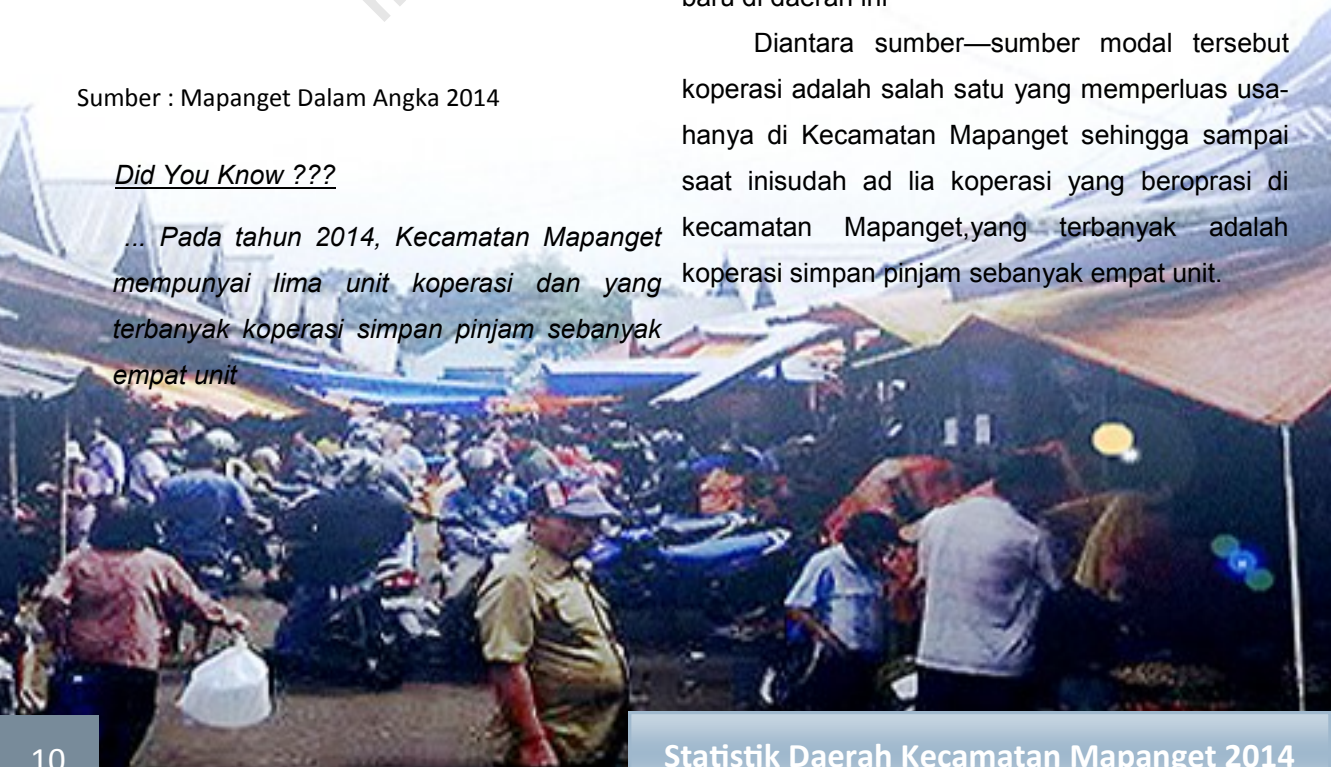 Sumber : Mapanget Dalam Angka 2014
Did You Know ???
... Pada tahun 2014, Kecamatan Mapanget
mempunyai lima unit koperasi dan yang
terbanyak koperasi simpan pinjam sebanyak
empat unit
baru di daerah ini
Diantara sumber—sumber modal tersebut
koperasi adalah salah satu yang memperluas usa-
hanya di Kecamatan Mapanget sehingga sampai
saat inisudah ad lia koperasi yang beroprasi di
kecamatan Mapanget,yang terbanyak adalah
koperasi simpan pinjam sebanyak empat unit.
10
Statistik Daerah Kecamatan Mapanget 2014